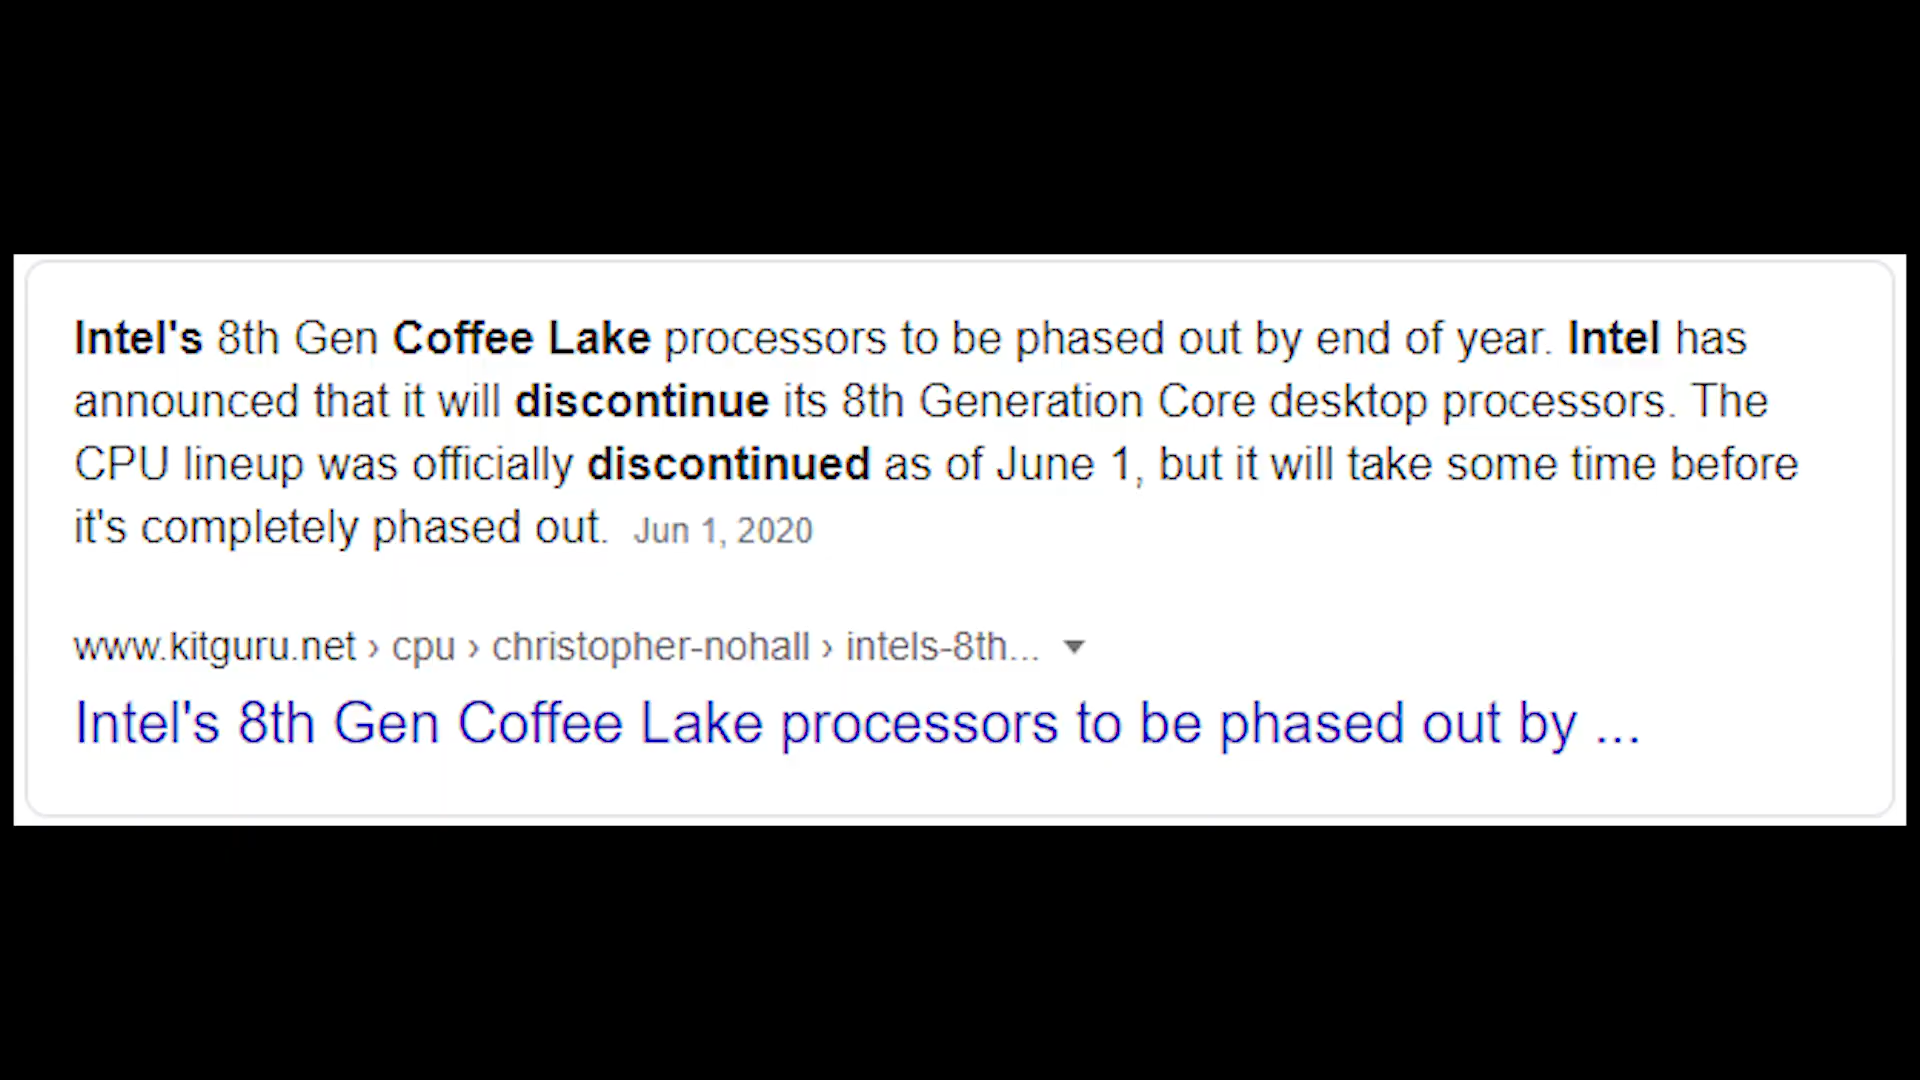 Intel's 8th Gen Coffee Lake processors to be phased out by end of year. Intel has
announced that it will discontinue its 8th Generation Core desktop processors. The
CPU lineup was officially discontinued as of June 1, but it will take some time before
it's completely phased out. Jun 1, 2020
www.kitguru.net › cpu › christopher-nohall › intels-8th...
Intel's 8th Gen Coffee Lake processors to be phased out by ...